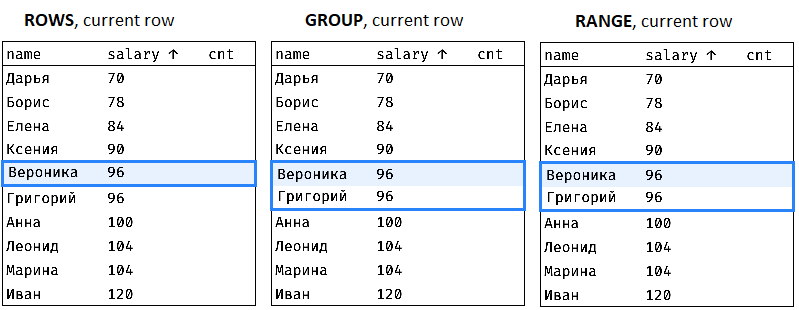 ROWS, current row
name salary ↑ cnt
Дарья 70
Борис 78
Елена 84
Ксения 90
Вероника 96
Григорий 96
Анна 100
Леонид 104
Марина 104
Иван 120
GROUP, current row
name salary ↑ cnt
Дарья 70
Борис 78
Елена 84
Ксения 90
Вероника 96
Григорий 96
Анна 100
Леонид 104
Марина 104
Иван 120
RANGE, current row
name salary ↑ cnt
Дарья 70
Борис 78
Елена 84
Ксения 90
Вероника 96
Григорий 96
Анна 100
Леонид 104
Марина 104
Иван 120